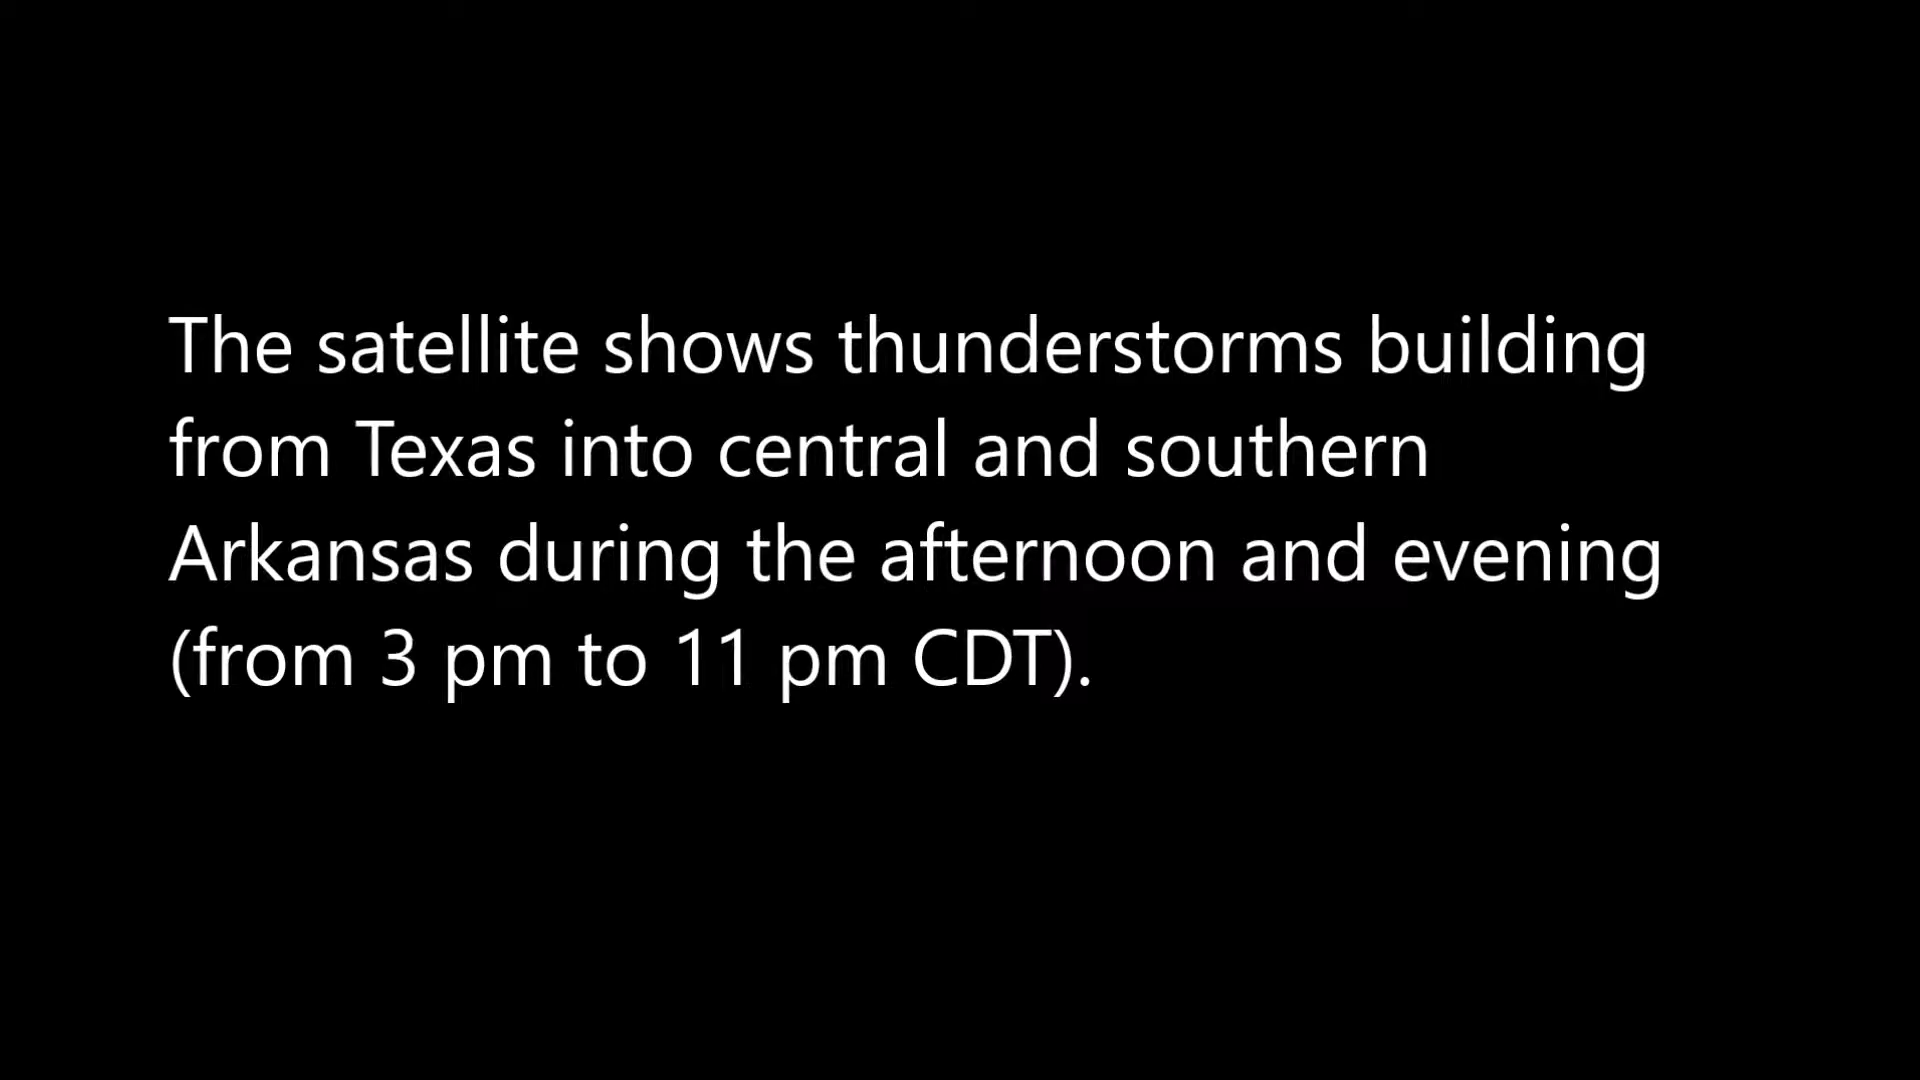 The satellite shows thunderstorms building
from Texas into central and southern
Arkansas during the afternoon and evening
(from 3 pm to 11 pm CDT).